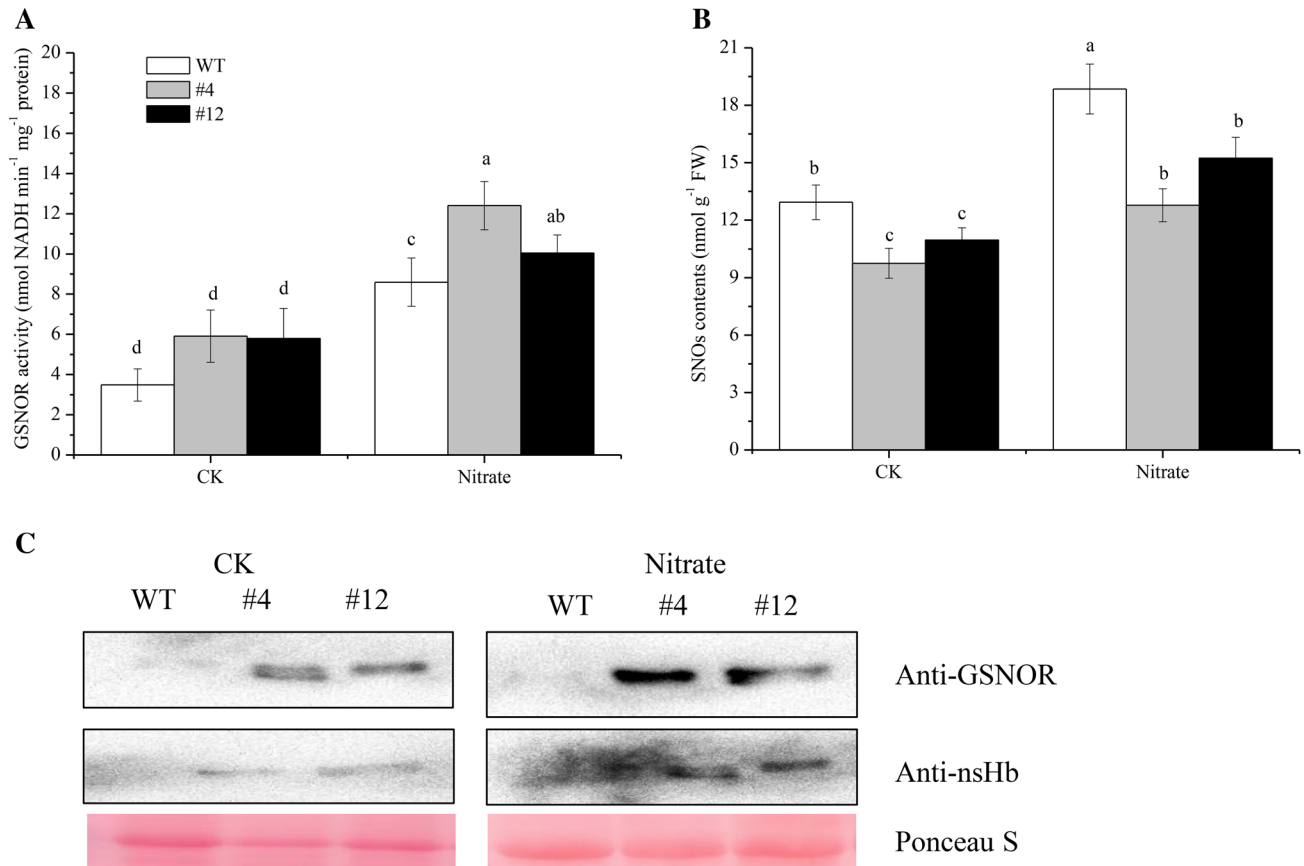 A
GSNOR activity (nmol NADH min⁻¹ mg⁻¹ protein)
20
18
16
14
12
10
8
6
4
2
0
WT
#4
#12
d
d
d
c
a
ab
CK
Nitrate
B
SNOs contents (nmol g⁻¹ FW)
21
18
15
12
9
6
3
0
b
c
c
a
b
b
CK
Nitrate
C
CK
Nitrate
WT #4 #12
WT #4 #12
Anti-GSNOR
Anti-nsHb
Ponceau S